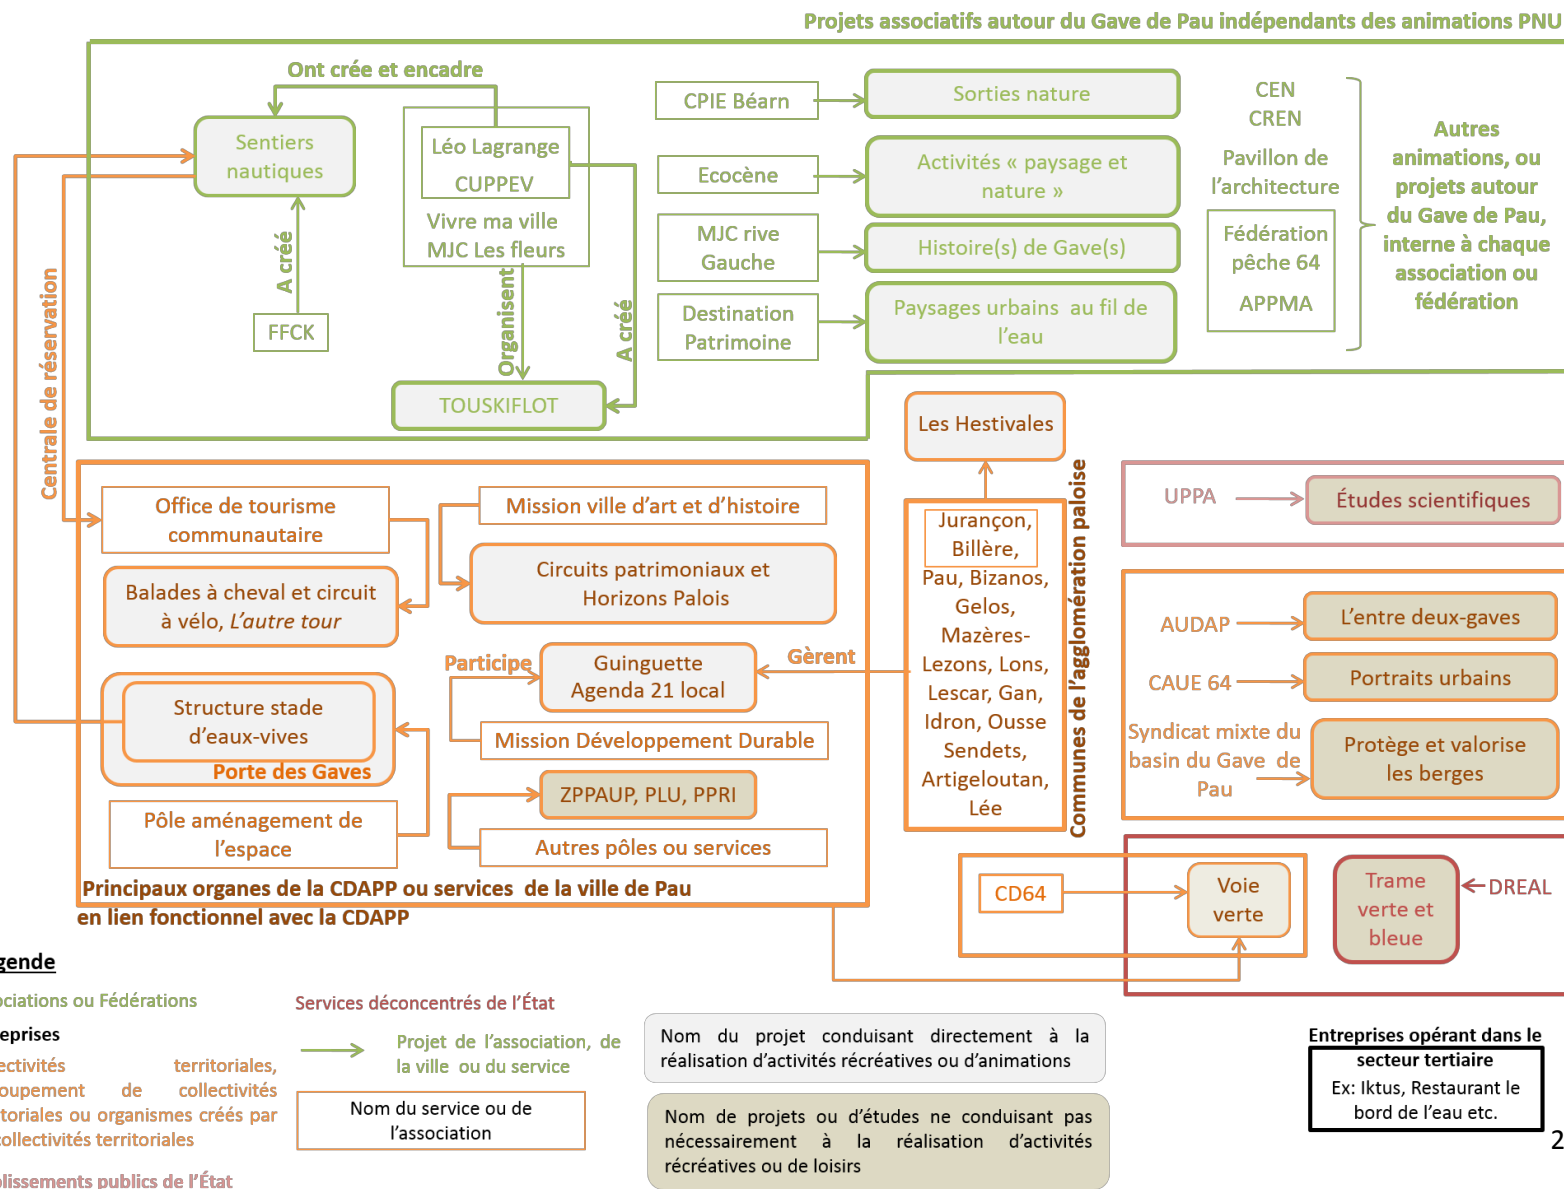 Projets associatifs autour du Gave de Pau indépendants des animations PNU
Ont crée et encadre
Sentiers
nautiques
Léo Lagrange
CUPPEV
Vivre ma ville
MJC Les fleurs
A créé
FFCK
Organisent
A créé
TOUSKIFLOT
CPIE Béarn
Sorties nature
Ecocène
Activités « paysage et
nature »
MJC rive
Gauche
Histoire(s) de Gave(s)
Destination
Patrimoine
Paysages urbains au fil de
l'eau
CEN
CREN
Pavillon de
l'architecture
Fédération
pêche 64
APPMA
Autres
animations, ou
projets autour
du Gave de Pau,
interne à chaque
association ou
fédération
Centrale de réservation
Office de tourisme
communautaire
Balades à cheval et circuit
à vélo, L'autre tour
Structure stade
d'eaux-vives
Porte des Gaves
Pôle aménagement de
l'espace
Mission ville d'art et d'histoire
Circuits patrimoniaux et
Horizons Palois
Participe
Guinguette
Agenda 21 local
Gèrent
Mission Développement Durable
ZPPAUP, PLU, PPRI
Autres pôles ou services
Principaux organes de la CDAPP ou services de la ville de Pau
en lien fonctionnel avec la CDAPP
Les Hestivales
Jurançon,
Billère,
Pau, Bizanos,
Gelos,
Mazères-
Lezons, Lons,
Lescar, Gan,
Idron, Ousse
Sendets,
Artigeloutan,
Lée
Communes de l'agglomération paloise
UPPA
Études scientifiques
AUDAP
L'entre deux-gaves
CAUE 64
Portraits urbains
Syndicat mixte du
basin du Gave de
Pau
Protège et valorise
les berges
CD64
Voie
verte
Trame
verte et
bleue
DREAL
gende
ociations ou Fédérations
eprises
ectivités territoriales,
oupement de collectivités
itoriales ou organismes créés par
collectivités territoriales
lissements publics de l'État
Services déconcentrés de l'État
Projet de l'association, de
la ville ou du service
Nom du service ou de
l'association
Nom du projet conduisant directement à la
réalisation d'activités récréatives ou d'animations
Nom de projets ou d'études ne conduisant pas
nécessairement à la réalisation d'activités
récréatives ou de loisirs
Entreprises opérant dans le
secteur tertiaire
Ex: Iktus, Restaurant le
bord de l'eau etc.
2